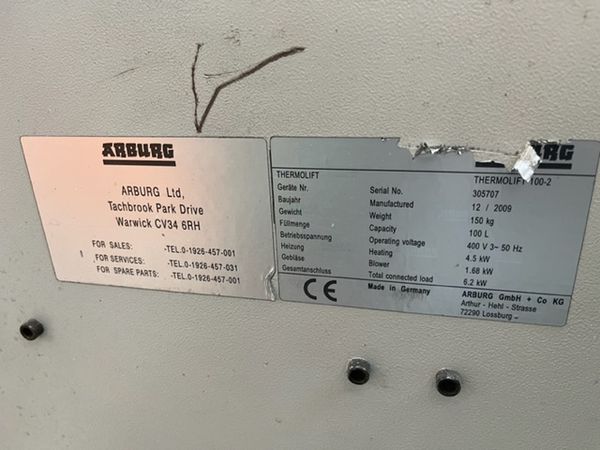 ARBURG
ARBURG Ltd,
Tachbrook Park Drive
Warwick CV34 6RH
FOR SALES: -TEL.0-1926-457-001
FOR SERVICES: -TEL.0-1926-457-031
FOR SPARE PARTS: -TEL.0-1926-457-001
RG
THERMOLIFT THERMOLIFT 100-2
Geräte Nr. Serial No. 305707
Baujahr Manufactured 12 / 2009
Gewicht Weight 150 kg
Füllmenge Capacity 100 L
Betriebsspannung Operating voltage 400 V 3~ 50 Hz
Heizung Heating 4.5 kW
Gebläse Blower 1.68 kW
Gesamtanschluss Total connected load 6.2 kW
CE Made in Germany ARBURG GmbH + Co KG
Arthur - Hehl - Strasse
72290 Lossburg